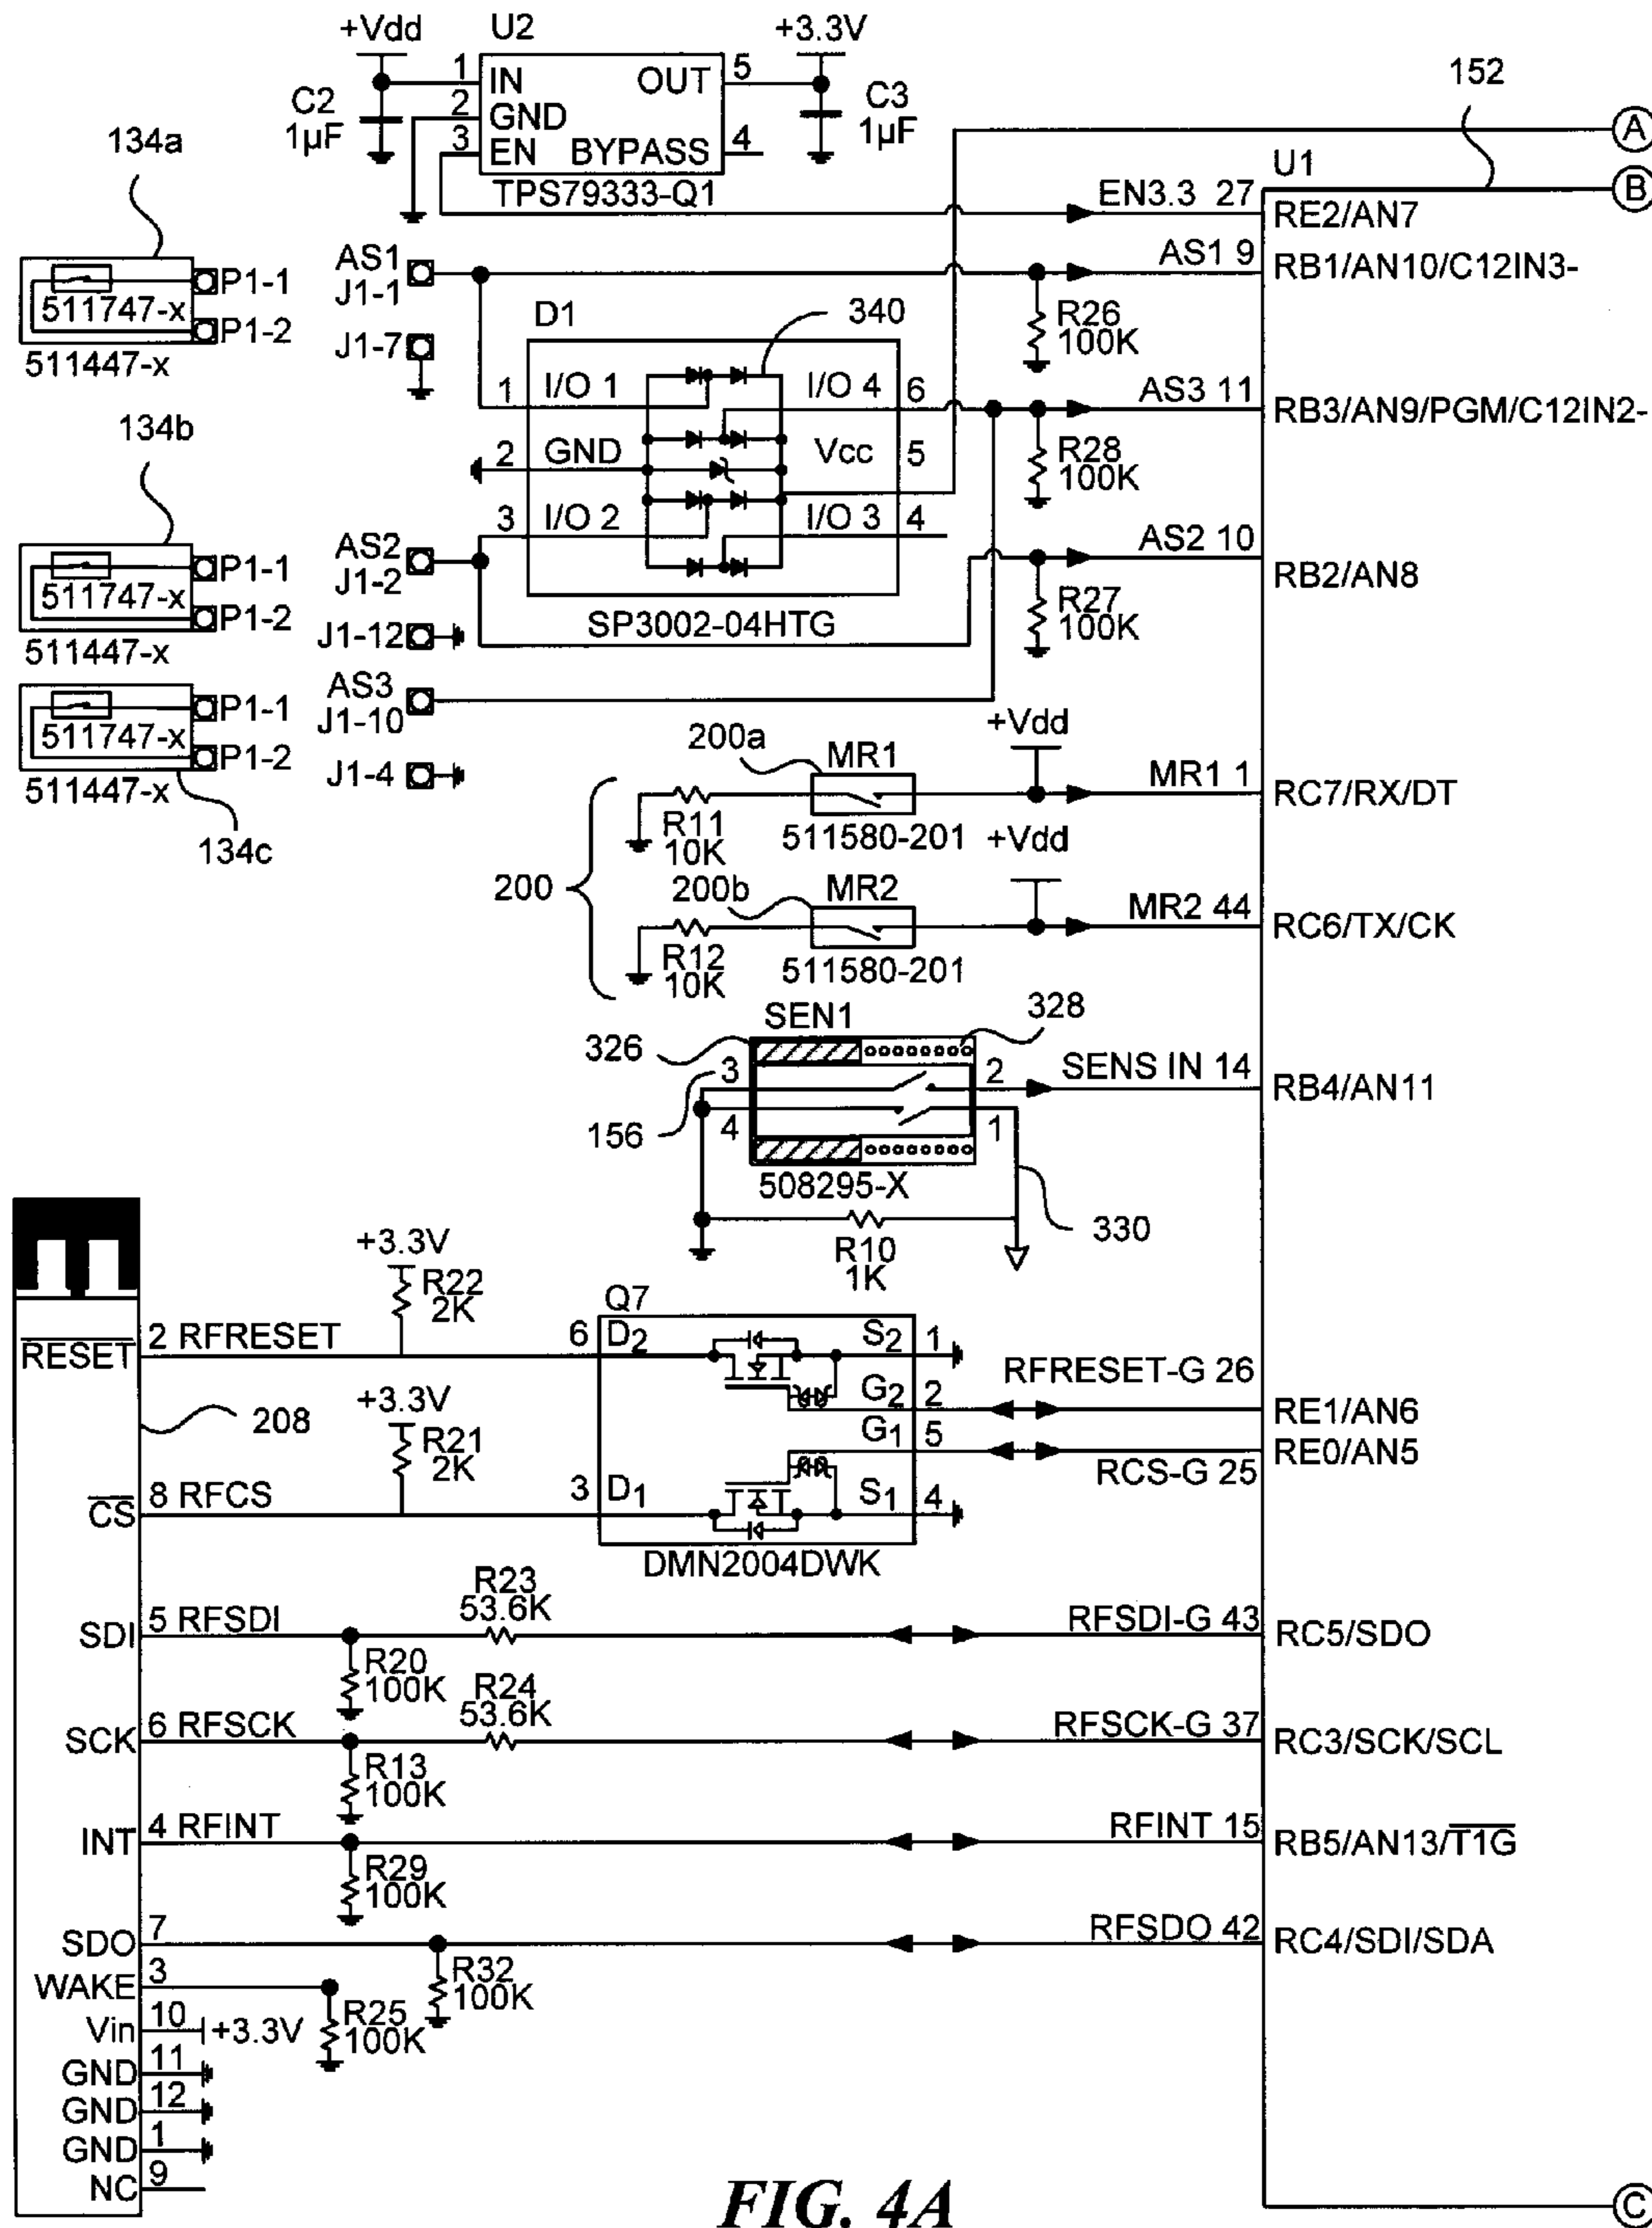 +Vdd
U2
+3.3V
1 IN
OUT 5
C2
1µF
2 GND
C3
1µF
3 EN
BYPASS 4
TPS79333-Q1
152
A
B
U1
134a
EN3.3 27
RE2/AN7
P1-1
511747-x
P1-2
511447-x
AS1
J1-1
AS1 9
RB1/AN10/C12IN3-
J1-7
D1
340
R26
100K
1 I/O 1
I/O 4 6
AS3 11
RB3/AN9/PGM/C12IN2-
134b
2 GND
Vcc 5
R28
100K
3 I/O 2
I/O 3 4
AS2
J1-2
AS2 10
RB2/AN8
P1-1
511747-x
P1-2
511447-x
SP3002-04HTG
R27
100K
J1-12
AS3
J1-10
P1-1
511747-x
P1-2
511447-x
134c
J1-4
200a
MR1
+Vdd
MR1 1
RC7/RX/DT
R11
10K
511580-201
200
+Vdd
200b
MR2
MR2 44
RC6/TX/CK
R12
10K
511580-201
SEN1
326
328
3
2
SENS IN 14
RB4/AN11
156
4
1
508295-X
330
R10
1K
+3.3V
R22
2K
Q7
RESET
2 RFRESET
6 D2
S2 1
RFRESET-G 26
G2 2
RE1/AN6
208
+3.3V
R21
2K
G1 5
RE0/AN5
RCS-G 25
CS
8 RFCS
3 D1
S1 4
DMN2004DWK
R23
53.6K
SDI
5 RFSDI
RFSDI-G 43
RC5/SDO
R20
100K
R24
53.6K
SCK
6 RFSCK
RFSCK-G 37
RC3/SCK/SCL
R13
100K
INT
4 RFINT
RFINT 15
RB5/AN13/T1G
R29
100K
SDO
7
RFSDO 42
RC4/SDI/SDA
R32
100K
WAKE
3
R25
100K
Vin
10
+3.3V
GND
11
GND
12
GND
1
NC
9
FIG. 4A
C